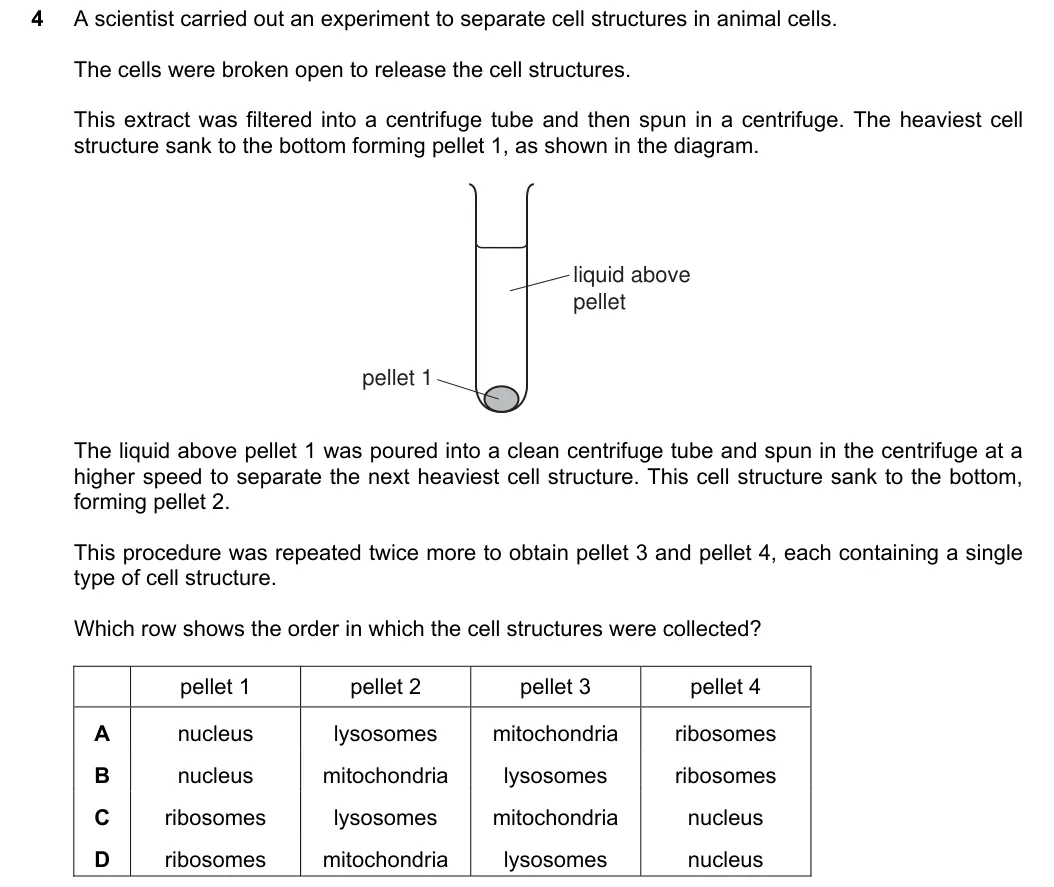 4 A scientist carried out an experiment to separate cell structures in animal cells.
The cells were broken open to release the cell structures.
This extract was filtered into a centrifuge tube and then spun in a centrifuge. The heaviest cell
structure sank to the bottom forming pellet 1, as shown in the diagram.
liquid above
pellet
pellet 1
The liquid above pellet 1 was poured into a clean centrifuge tube and spun in the centrifuge at a
higher speed to separate the next heaviest cell structure. This cell structure sank to the bottom,
forming pellet 2.
This procedure was repeated twice more to obtain pellet 3 and pellet 4, each containing a single
type of cell structure.
Which row shows the order in which the cell structures were collected?
pellet 1 pellet 2 pellet 3 pellet 4
A nucleus lysosomes mitochondria ribosomes
B nucleus mitochondria lysosomes ribosomes
C ribosomes lysosomes mitochondria nucleus
D ribosomes mitochondria lysosomes nucleus